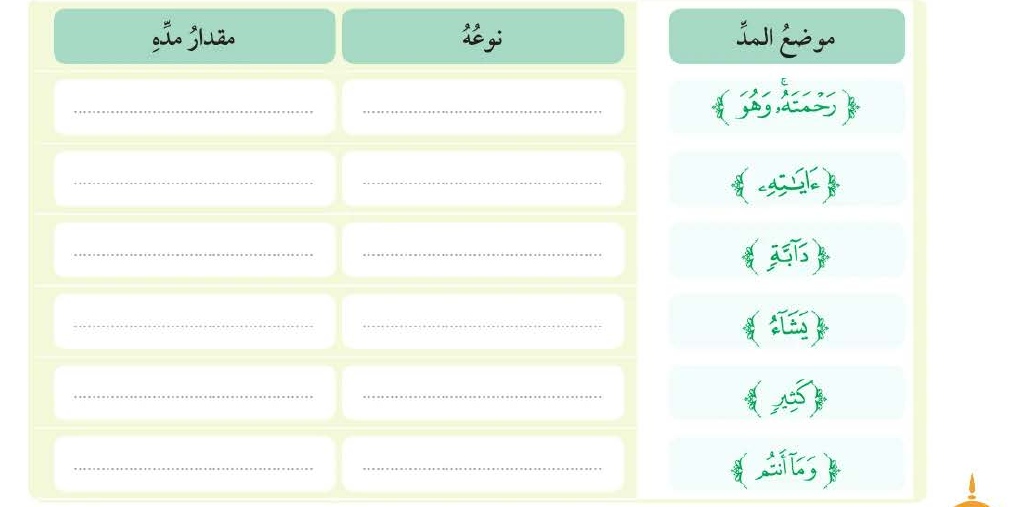 موضعُ المدِّ نوعُهُ مقدارُ مدِّهِ
﴿رَحْمَتَهُۥۚ وَهُوَ﴾ .......... ..........
﴿ءَايَٰتِهِۦ﴾ .......... ..........
﴿دَآبَّةٍ﴾ .......... ..........
﴿يَشَآءُ﴾ .......... ..........
﴿كَثِيرٍ﴾ .......... ..........
﴿وَمَآ أَنتُم﴾ .......... ..........